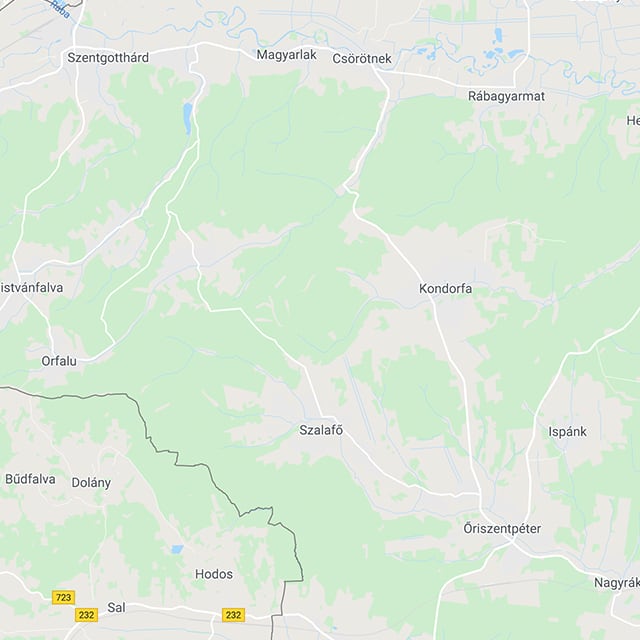 Rába
Szentgotthárd
Magyarlak
Csörötnek
Rábagyarmat
He
Kondorfa
istvánfalva
Orfalu
Szalafő
Ispánk
Bűdfalva
Dolány
Őriszentpéter
Hodos
Nagyrák
723
232
Sal
232